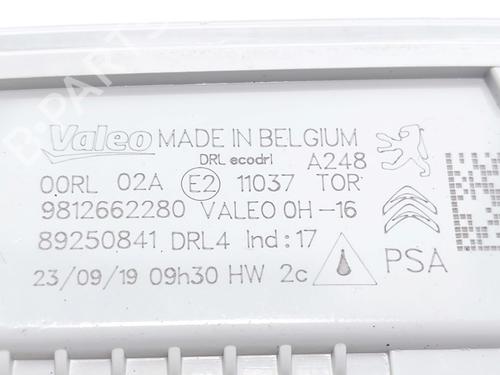 Valeo MADE IN BELGIUM
DRL ecodrl A248
00RL 02A E2 11037 TOR
9812662280 VALEO 0H-16
89250841 DRL4 Ind:17
23/09/19 09h30 HW 2c PSA
B-PARTS